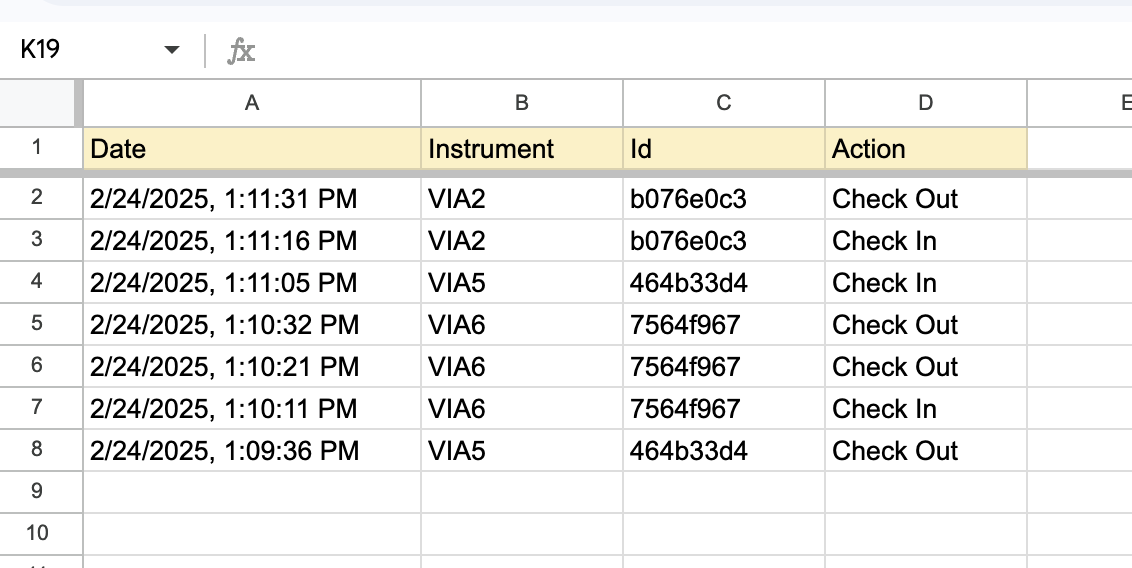 K19 fx
A B C D E
1 Date Instrument Id Action
2 2/24/2025, 1:11:31 PM VIA2 b076e0c3 Check Out
3 2/24/2025, 1:11:16 PM VIA2 b076e0c3 Check In
4 2/24/2025, 1:11:05 PM VIA5 464b33d4 Check In
5 2/24/2025, 1:10:32 PM VIA6 7564f967 Check Out
6 2/24/2025, 1:10:21 PM VIA6 7564f967 Check Out
7 2/24/2025, 1:10:11 PM VIA6 7564f967 Check In
8 2/24/2025, 1:09:36 PM VIA5 464b33d4 Check Out
9
10